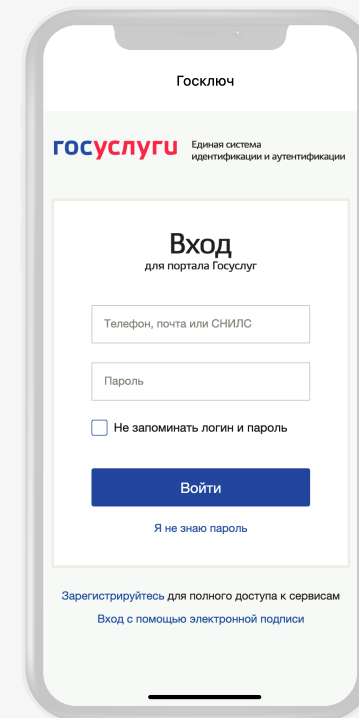 Госключ
госуслуги
Единая система
идентификации и аутентификации
Вход
для портала Госуслуг
Телефон, почта или СНИЛС
Пароль
Не запоминать логин и пароль
Войти
Я не знаю пароль
Зарегистрируйтесь для полного доступа к сервисам
Вход с помощью электронной подписи